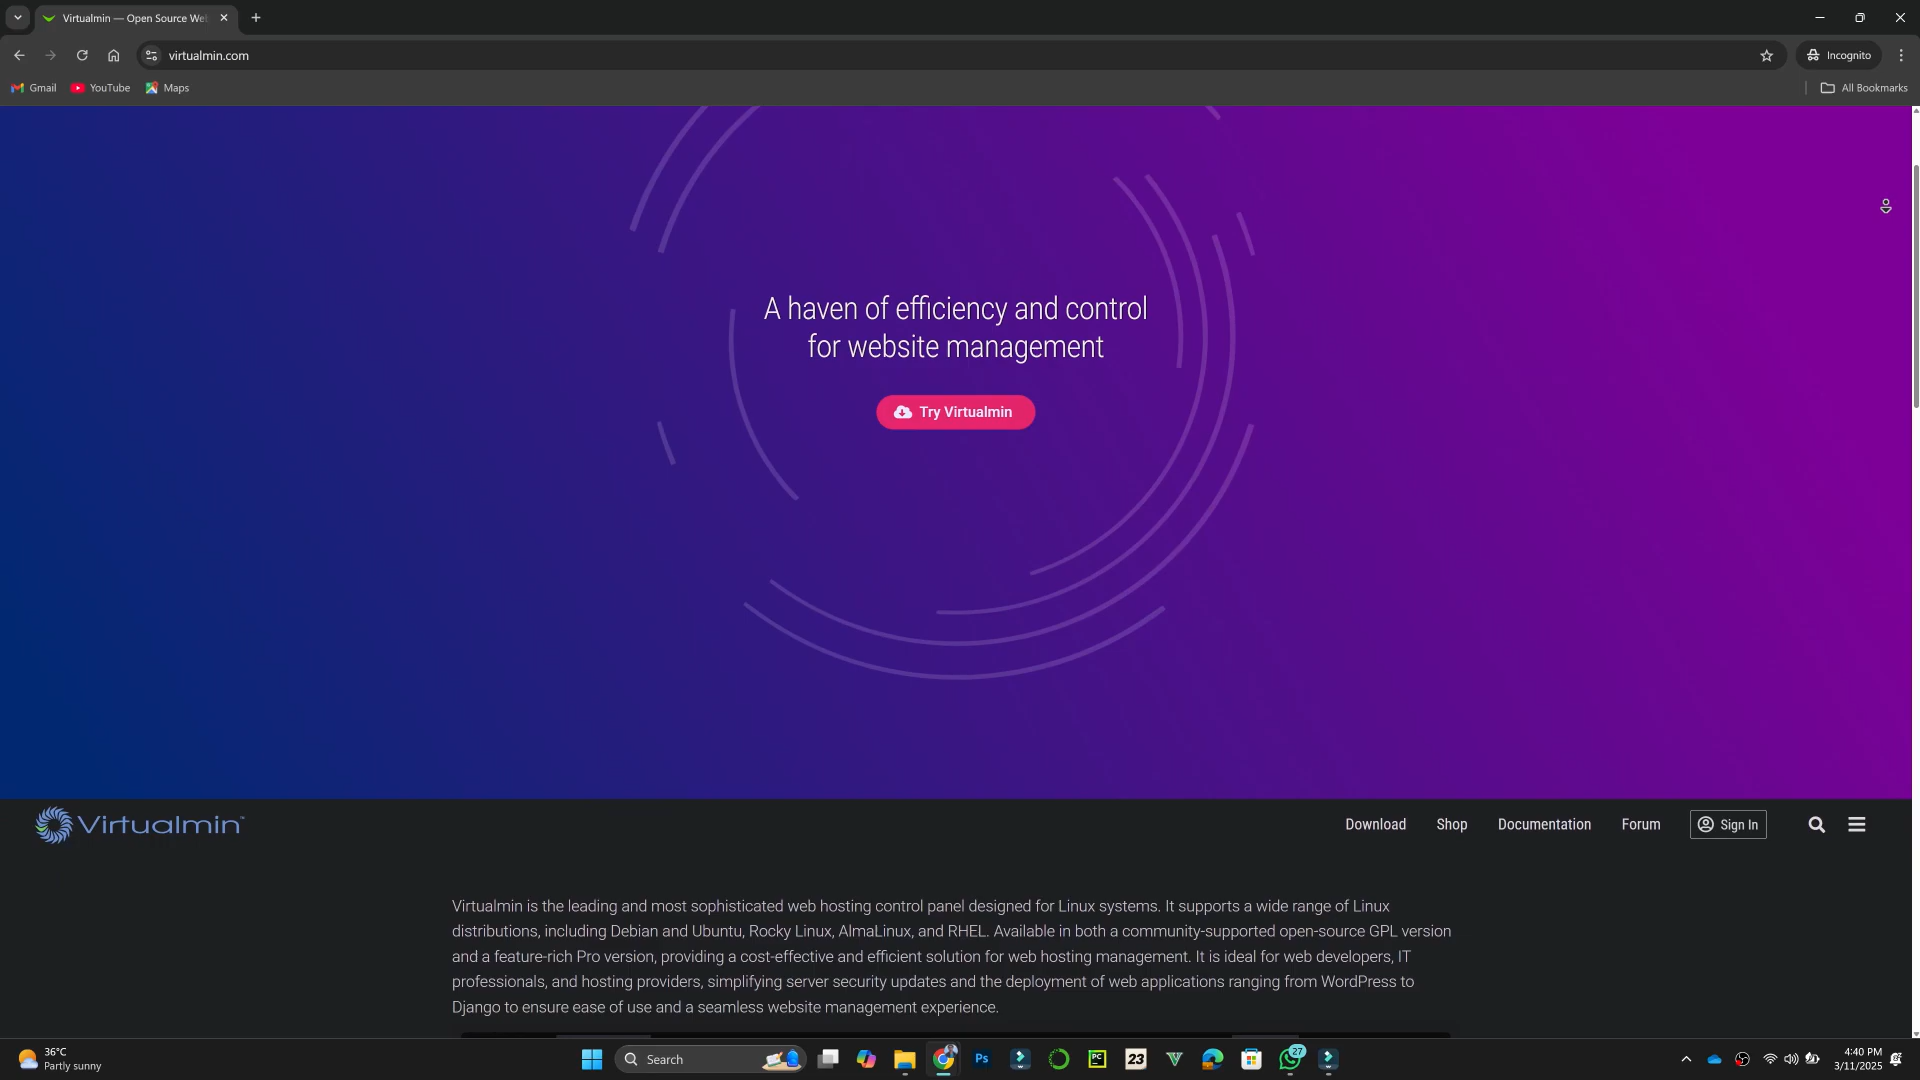 Virtualmin — Open Source Web
virtualmin.com
Incognito
Gmail
YouTube
Maps
All Bookmarks
A haven of efficiency and control
for website management
Try Virtualmin
Virtualmin™
Download
Shop
Documentation
Forum
Sign In
Virtualmin is the leading and most sophisticated web hosting control panel designed for Linux systems. It supports a wide range of Linux
distributions, including Debian and Ubuntu, Rocky Linux, AlmaLinux, and RHEL. Available in both a community-supported open-source GPL version
and a feature-rich Pro version, providing a cost-effective and efficient solution for web hosting management. It is ideal for web developers, IT
professionals, and hosting providers, simplifying server security updates and the deployment of web applications ranging from WordPress to
Django to ensure ease of use and a seamless website management experience.
36°C
Partly sunny
Search
Ps
PC
23
27
4:40 PM
3/11/2025